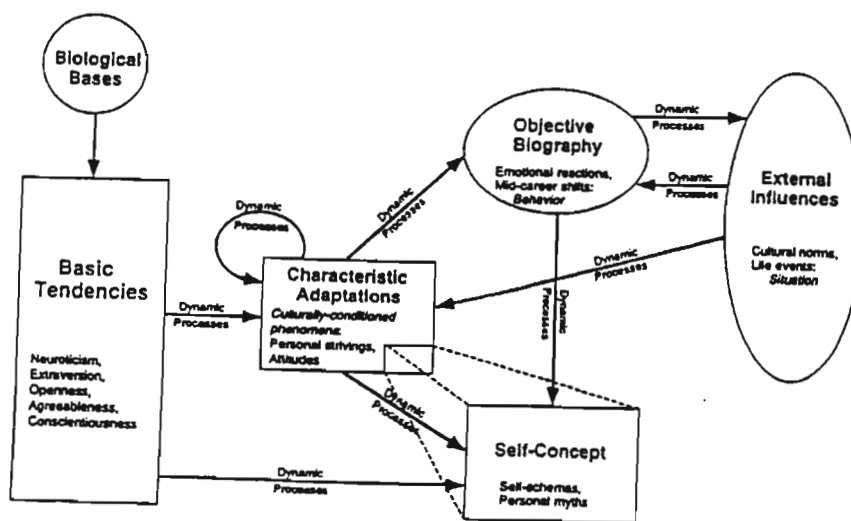 Biological
Bases
Basic
Tendencies
Neuroticism,
Extraversion,
Openness,
Agreeableness,
Conscientiousness
Dynamic
Processes
Dynamic
Processes
Characteristic
Adaptations
Culturally-conditioned
phenomena:
Personal strivings,
Attitudes
Dynamic
Processes
Objective
Biography
Emotional reactions,
Mid-career shifts:
Behavior
Dynamic
Processes
Dynamic
Processes
External
Influences
Cultural norms,
Life events:
Situation
Dynamic
Processes
Dynamic
Processes
Dynamic
Processes
Dynamic
Processes
Self-Concept
Self-schemas,
Personal myths